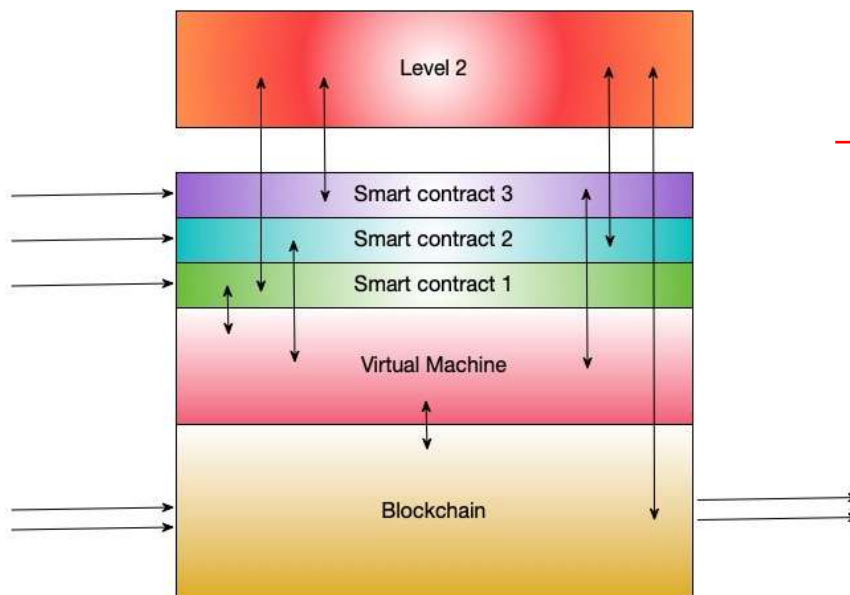 Level 2
Smart contract 3
Smart contract 2
Smart contract 1
Virtual Machine
Blockchain